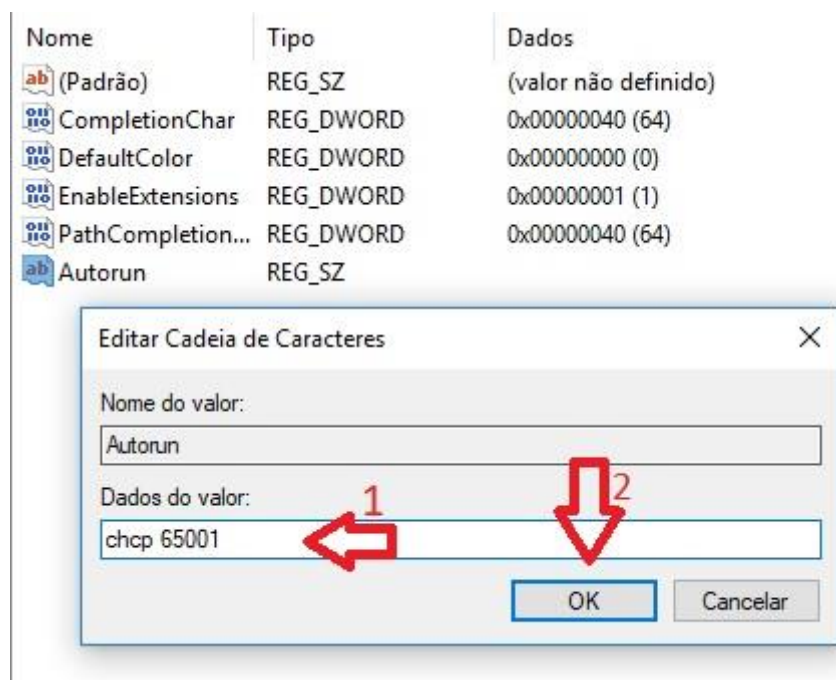 Nome Tipo Dados
(Padrão) REG_SZ (valor não definido)
CompletionChar REG_DWORD 0x00000040 (64)
DefaultColor REG_DWORD 0x00000000 (0)
EnableExtensions REG_DWORD 0x00000001 (1)
PathCompletion... REG_DWORD 0x00000040 (64)
Autorun REG_SZ
Editar Cadeia de Caracteres
Nome do valor:
Autorun
Dados do valor:
1
2
chcp 65001
OK Cancelar